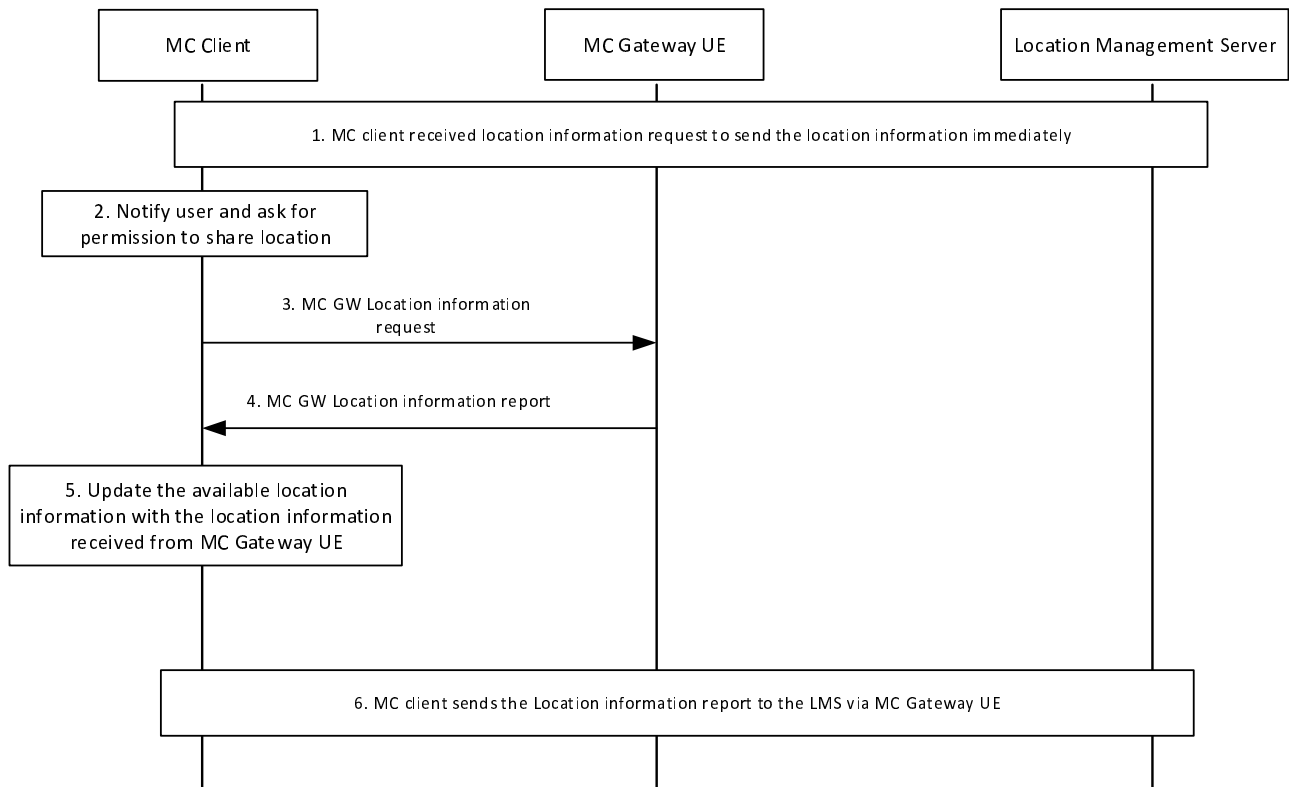 MC Client
MC Gateway UE
Location Management Server
1. MC client received location information request to send the location information immediately
2. Notify user and ask for
permission to share location
3. MC GW Location information
request
4. MC GW Location information report
5. Update the available location
information with the location information
received from MC Gateway UE
6. MC client sends the Location information report to the LMS via MC Gateway UE